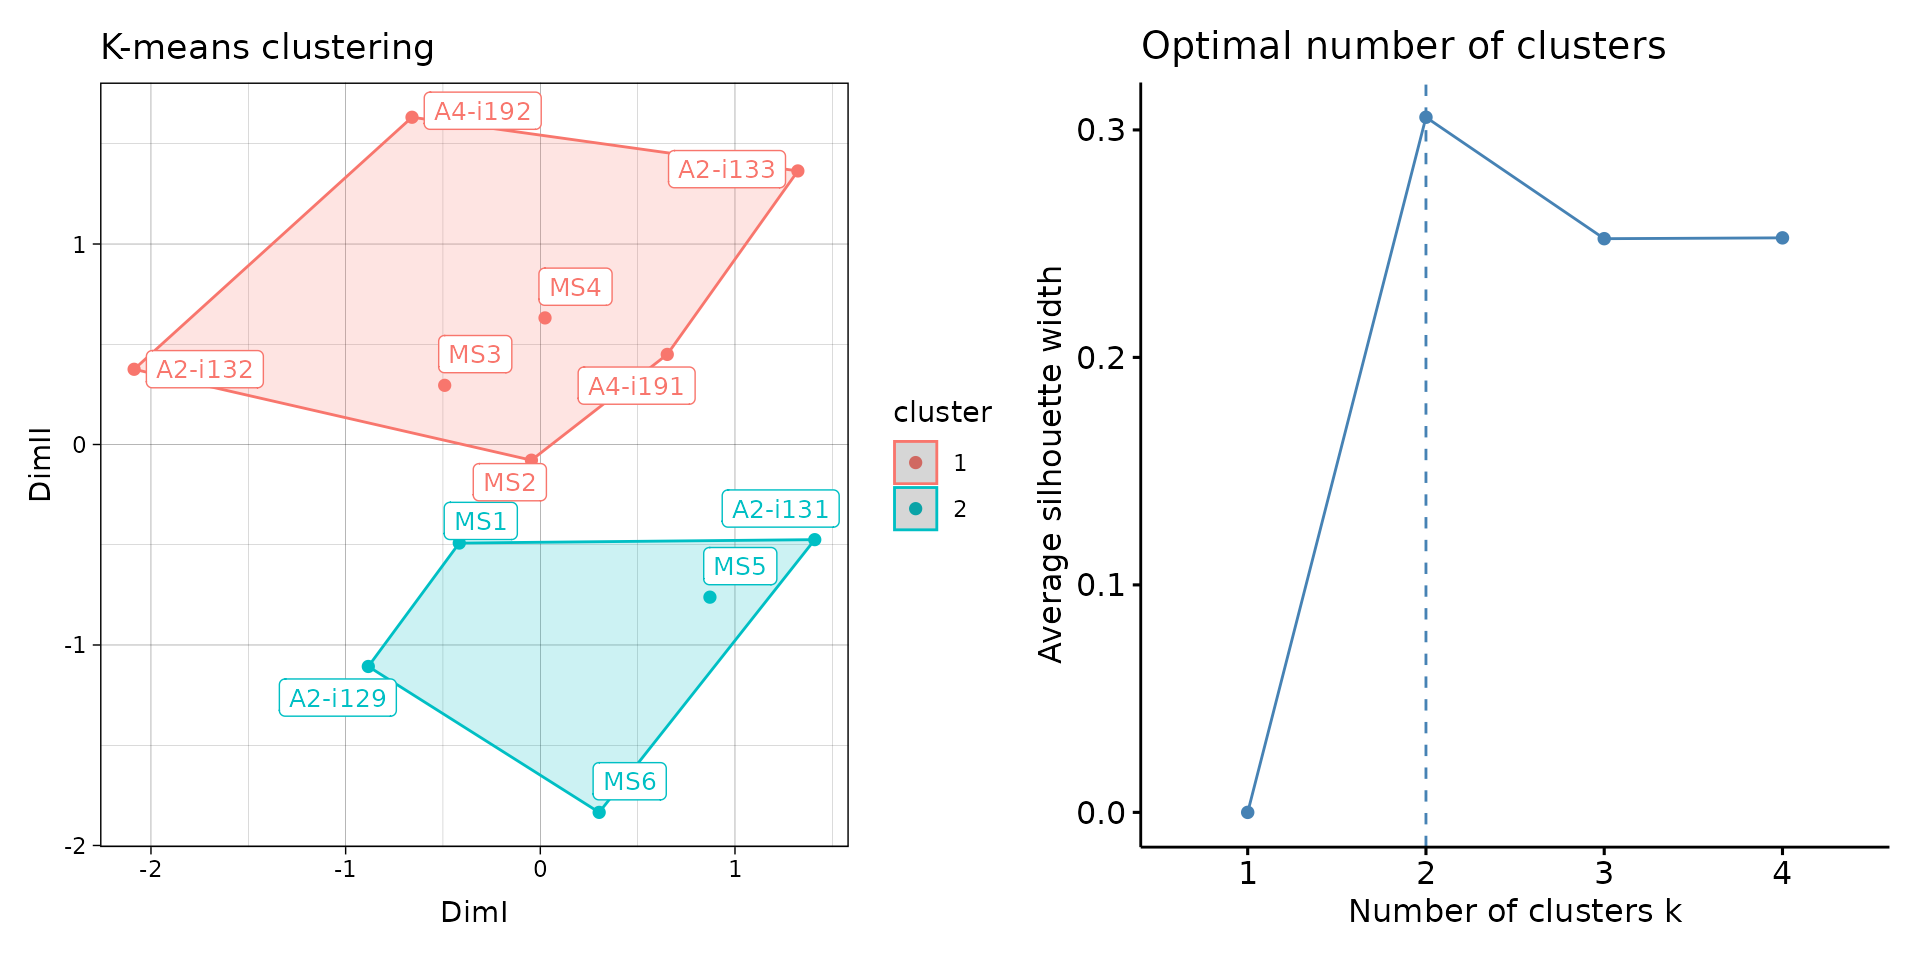 K-means clustering
A4-i192
A2-i133
MS4
MS3
A2-i132
A4-i191
MS2
MS1
A2-i131
MS5
A2-i129
MS6
1
0
-1
-2
-2
-1
0
1
DimI
DimII
cluster
1
2
Optimal number of clusters
0.3
0.2
0.1
0.0
Average silhouette width
1
2
3
4
Number of clusters k